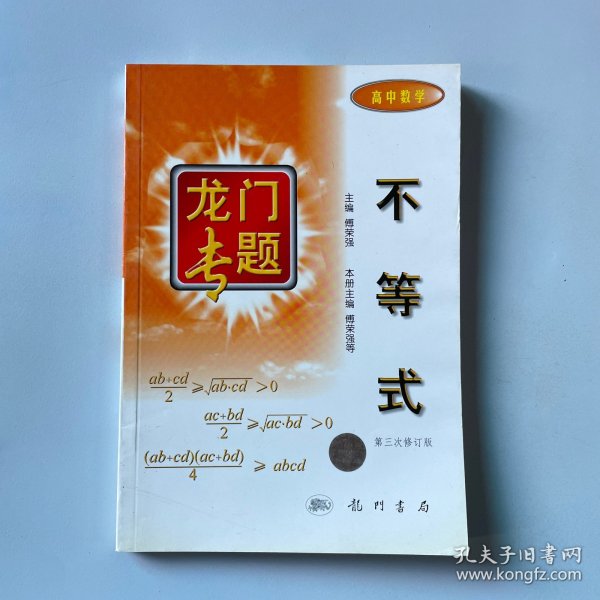 高中数学
不等式
龙门
专题
主编 傅荣强
本册主编 傅荣强等
ab+cd/2 ≥ √ab·cd > 0
ac+bd/2 ≥ √ac·bd > 0
(ab+cd)(ac+bd)/4 ≥ abcd
第三次修订版
龍門書局
孔夫子旧书网
www.kongfz.com